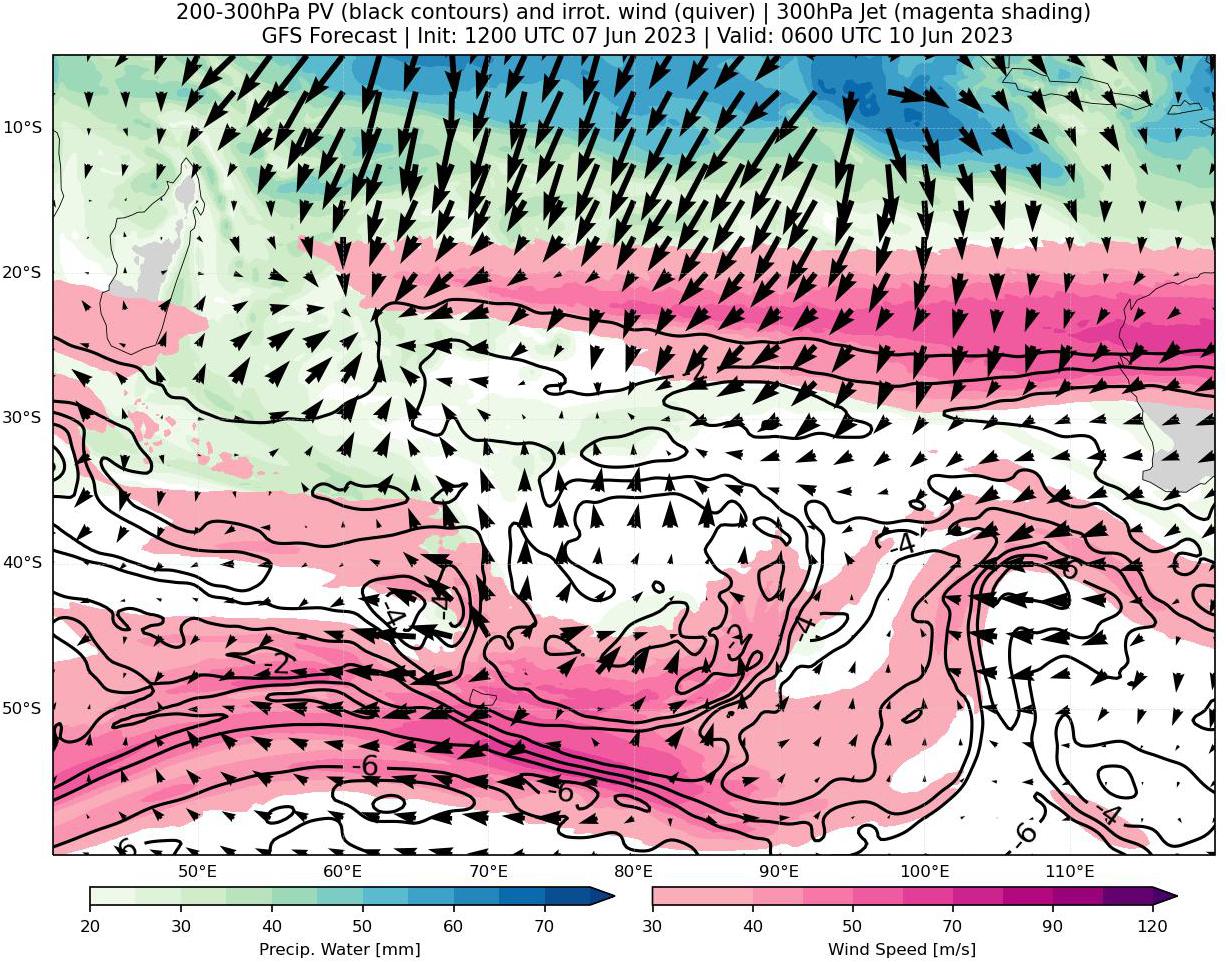 200-300hPa PV (black contours) and irrot. wind (quiver) | 300hPa Jet (magenta shading)
GFS Forecast | Init: 1200 UTC 07 Jun 2023 | Valid: 0600 UTC 10 Jun 2023
10°S
20°S
30°S
40°S
50°S
-4
-6
-4
-4
-4
-2
-2
-6
-6
-4
-6
6
50°E 60°E 70°E 80°E 90°E 100°E 110°E
20 30 40 50 60 70
Precip. Water [mm]
30 40 50 70 90 120
Wind Speed [m/s]